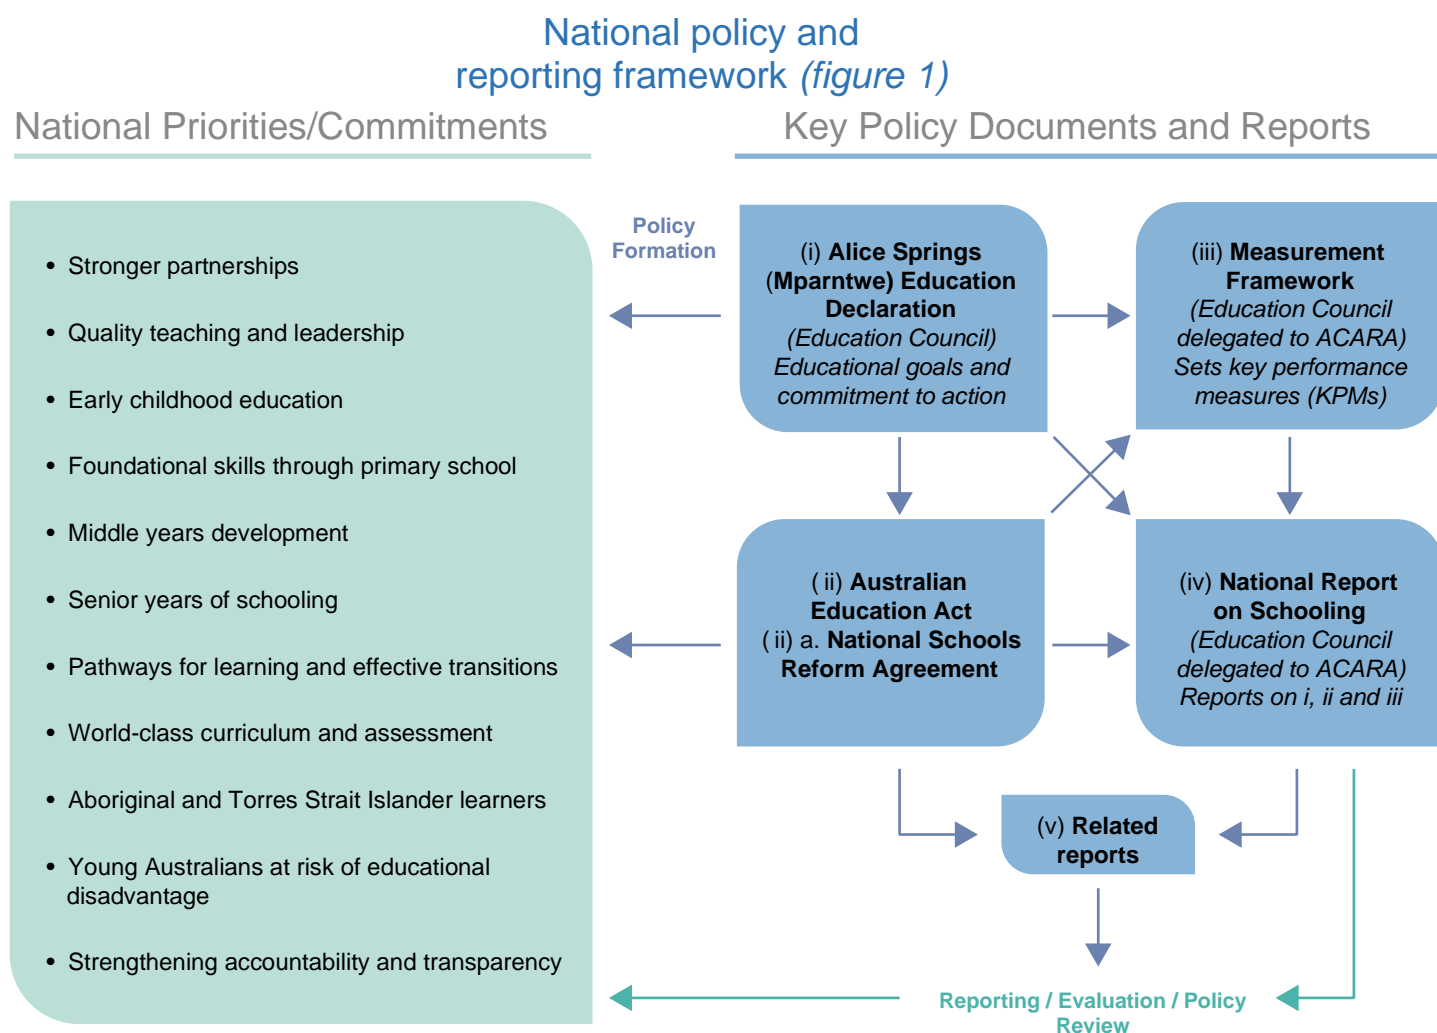 National policy and
reporting framework (figure 1)
National Priorities/Commitments
Key Policy Documents and Reports
• Stronger partnerships
• Quality teaching and leadership
• Early childhood education
• Foundational skills through primary school
• Middle years development
• Senior years of schooling
• Pathways for learning and effective transitions
• World-class curriculum and assessment
• Aboriginal and Torres Strait Islander learners
• Young Australians at risk of educational
disadvantage
• Strengthening accountability and transparency
Policy
Formation
(i) Alice Springs
(Mparntwe) Education
Declaration
(Education Council)
Educational goals and
commitment to action
(iii) Measurement
Framework
(Education Council
delegated to ACARA)
Sets key performance
measures (KPMs)
(ii) Australian
Education Act
(ii) a. National Schools
Reform Agreement
(iv) National Report
on Schooling
(Education Council
delegated to ACARA)
Reports on i, ii and iii
(v) Related
reports
Reporting / Evaluation / Policy
Review